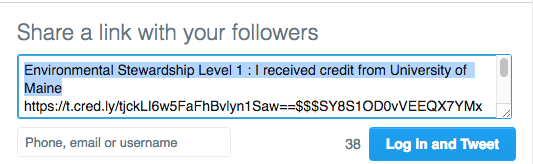 Share a link with your followers
Environmental Stewardship Level 1 : I received credit from University of
Maine
https://t.cred.ly/tjckLI6w5FaFhBvlyn1Saw==$$$SY8S1OD0vVEEQX7YMx
Phone, email or username
38
Log In and Tweet